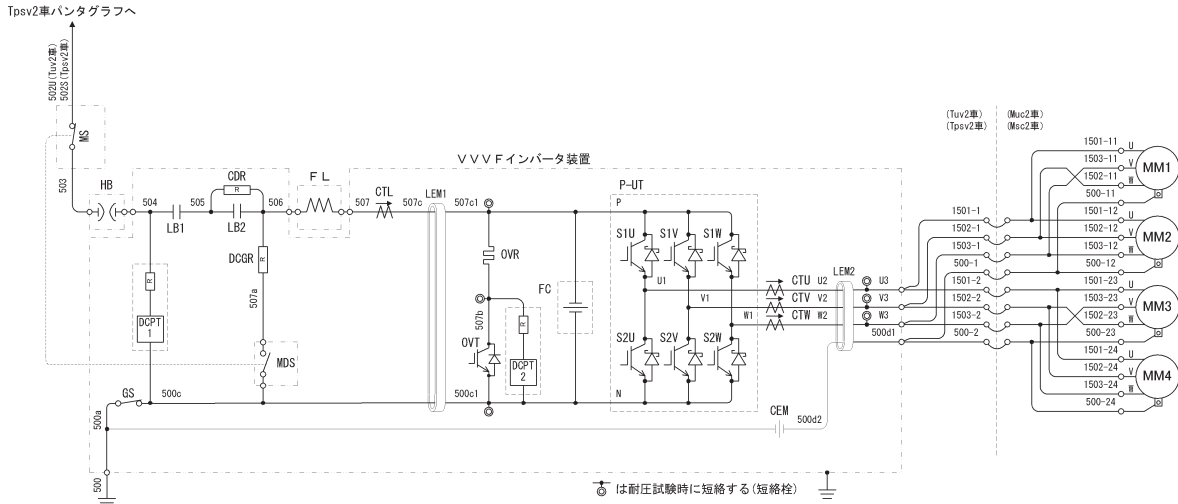 Tpsv2車パンタグラフへ
502U(Tuv2車)
502S(Tpsv2車)
MS
503
HB
504
505
CDR
R
LB1
LB2
506
FL
507
CTL
507c
LEM1
507c1
VVVFインバータ装置
P-UT
P
S1U
S1V
S1W
U1
V1
W1
S2U
S2V
S2W
N
CTU
U2
CTV
V2
CTW
W2
LEM2
U3
V3
W3
500d1
DCGR
R
507a
MDS
R
DCPT
1
GS
500c
500a
500
OVR
507b
OVT
R
DCPT
2
500c1
FC
CEM
500d2
は耐圧試験時に短絡する(短絡栓)
(Tuv2車)
(Tpsv2車)
(Muc2車)
(Msc2車)
1501-1
1502-1
1503-1
500-1
1501-2
1502-2
1503-2
500-2
1501-11
U
1503-11
V
1502-11
W
500-11
MM1
1501-12
U
1502-12
V
1503-12
W
500-12
MM2
1501-23
U
1503-23
V
1502-23
W
500-23
MM3
1501-24
U
1502-24
V
1503-24
W
500-24
MM4